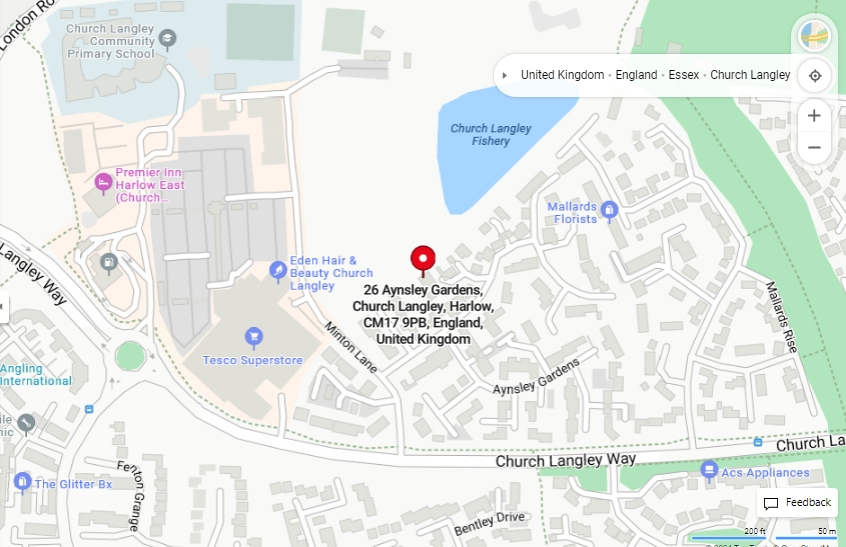 London Ro
Church Langley
Community
Primary School
United Kingdom • England • Essex • Church Langley
Church Langley
Fishery
Premier Inn
Harlow East
(Church...
Mallards
Florists
Langley Way
Eden Hair &
Beauty Church
Langley
26 Aynsley Gardens,
Church Langley, Harlow,
CM17 9PB, England,
United Kingdom
Mallards Rise
Minton Lane
Tesco Superstore
Angling
International
Aynsley Gardens
ile
nic
Church Langley Way
Church La
Acs Appliances
Fenton
Grange
The Glitter Bx
Feedback
Bentley Drive
200 ft
50 m